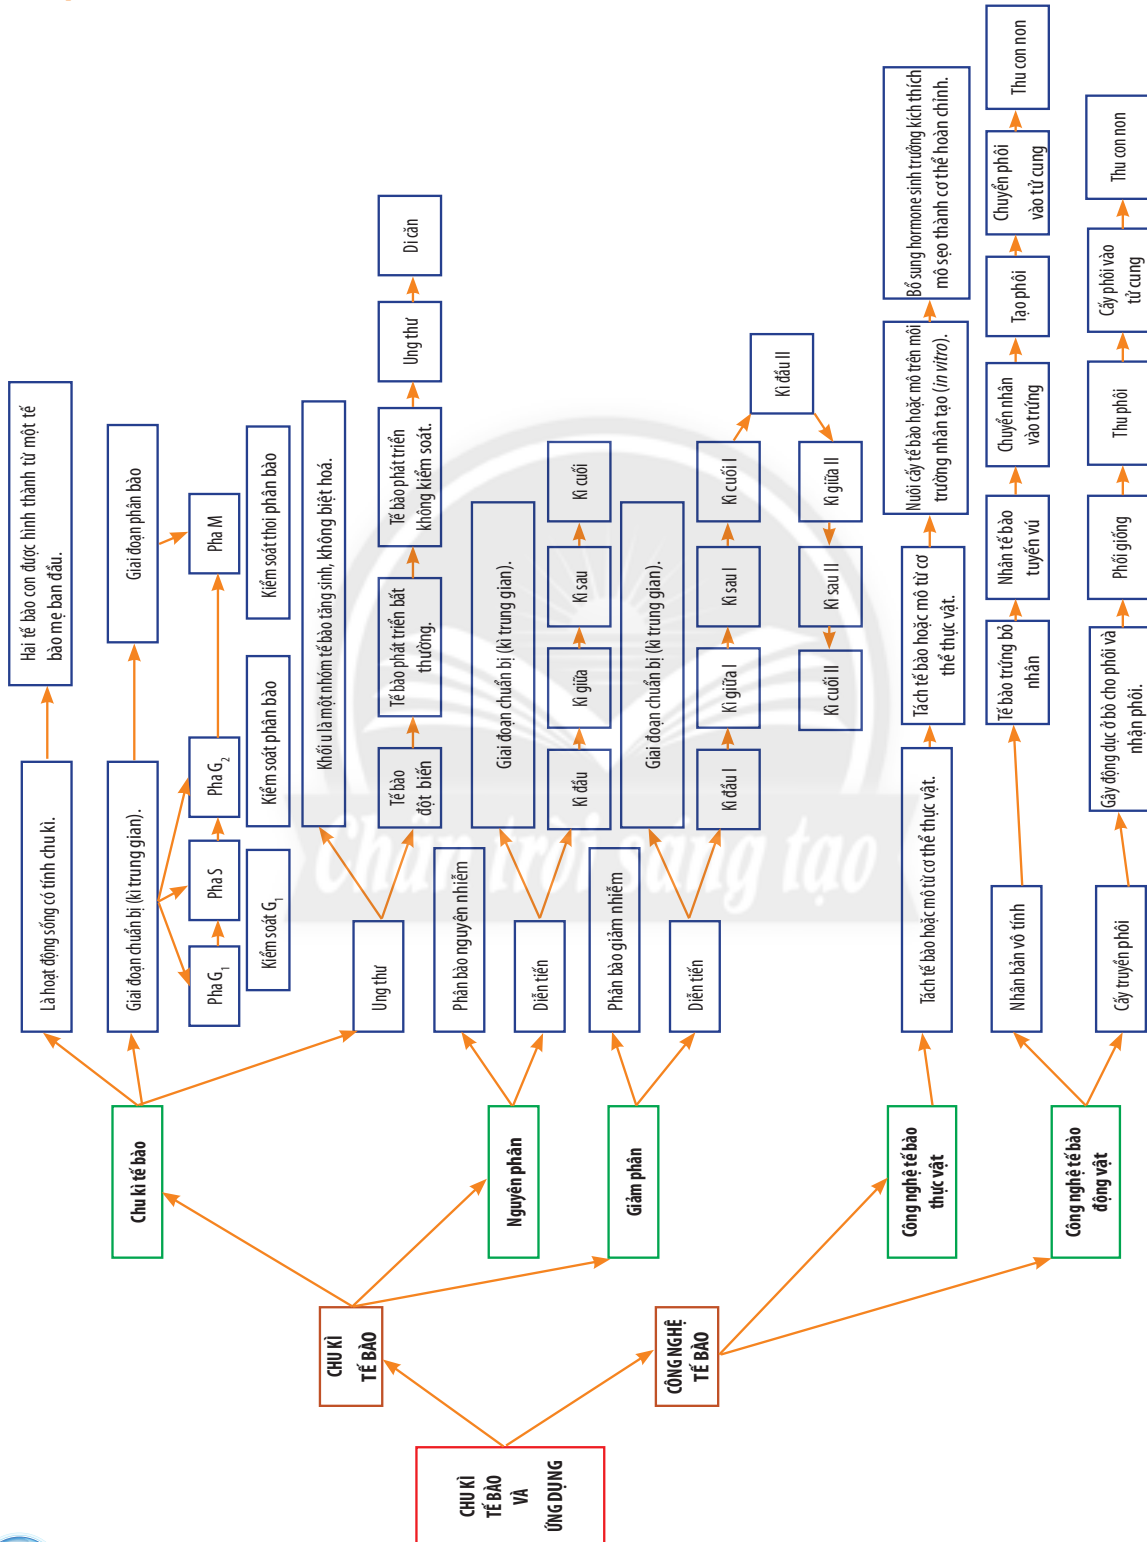 CHU KÌ
TẾ BÀO
VÀ
ỨNG DỤNG
CHU KÌ
TẾ BÀO
Chu kì tế bào
Là hoạt động sống có tính chu kì.
Hai tế bào con được hình thành từ một tế
bào mẹ ban đầu.
Giai đoạn chuẩn bị (kì trung gian).
Giai đoạn phân bào
Pha G1
Pha S
Pha G2
Pha M
Kiểm soát G1
Kiểm soát phân bào
Kiểm soát thoi phân bào
Ung thư
Khối u là một nhóm tế bào tăng sinh, không biệt hoá.
Tế bào
đột biến
Tế bào phát triển bất
thường.
Tế bào phát triển
không kiểm soát.
Ung thư
Di căn
Nguyên phân
Phân bào nguyên nhiễm
Diễn tiến
Giai đoạn chuẩn bị (kì trung gian).
Kì đầu
Kì giữa
Kì sau
Kì cuối
Giảm phân
Phân bào giảm nhiễm
Diễn tiến
Giai đoạn chuẩn bị (kì trung gian).
Kì đầu I
Kì giữa I
Kì sau I
Kì cuối I
Kì đầu II
Kì giữa II
Kì sau II
Kì cuối II
CÔNG NGHỆ
TẾ BÀO
Công nghệ tế bào
thực vật
Tách tế bào hoặc mô từ cơ thể thực vật.
Tách tế bào hoặc mô từ cơ
thể thực vật.
Nuôi cấy tế bào hoặc mô trên môi
trường nhân tạo (in vitro).
Bổ sung hormone sinh trưởng kích thích
mô sẹo thành cơ thể hoàn chỉnh.
Công nghệ tế bào
động vật
Nhân bản vô tính
Tế bào trứng bỏ
nhân
Nhân tế bào
tuyến vú
Chuyển nhân
vào trứng
Tạo phôi
Chuyển phôi
vào tử cung
Thu con non
Cấy truyền phôi
Gây động dục ở bò cho phôi và
nhận phôi.
Phối giống
Thu phôi
Cấy phôi vào
tử cung
Thu con non
Chân trời sáng tạo